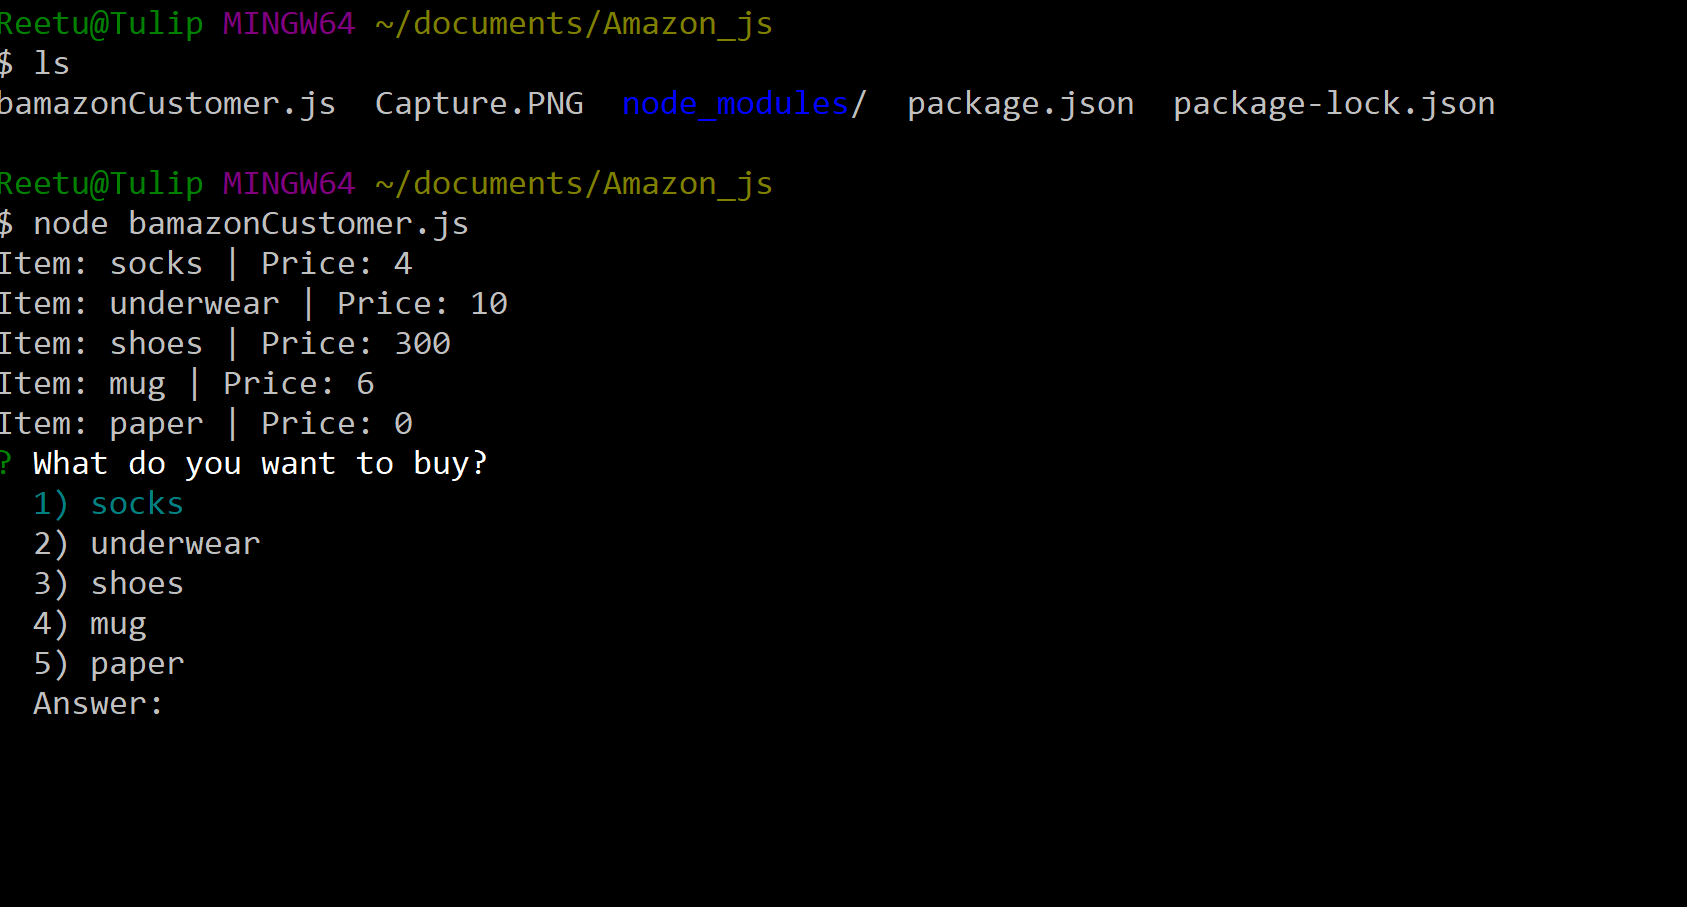 Reetu@Tulip MINGW64 ~/documents/Amazon_js
$ ls
bamazonCustomer.js  Capture.PNG  node_modules/  package.json  package-lock.json
Reetu@Tulip MINGW64 ~/documents/Amazon_js
$ node bamazonCustomer.js
Item: socks | Price: 4
Item: underwear | Price: 10
Item: shoes | Price: 300
Item: mug | Price: 6
Item: paper | Price: 0
? What do you want to buy?
  1) socks
  2) underwear
  3) shoes
  4) mug
  5) paper
  Answer: